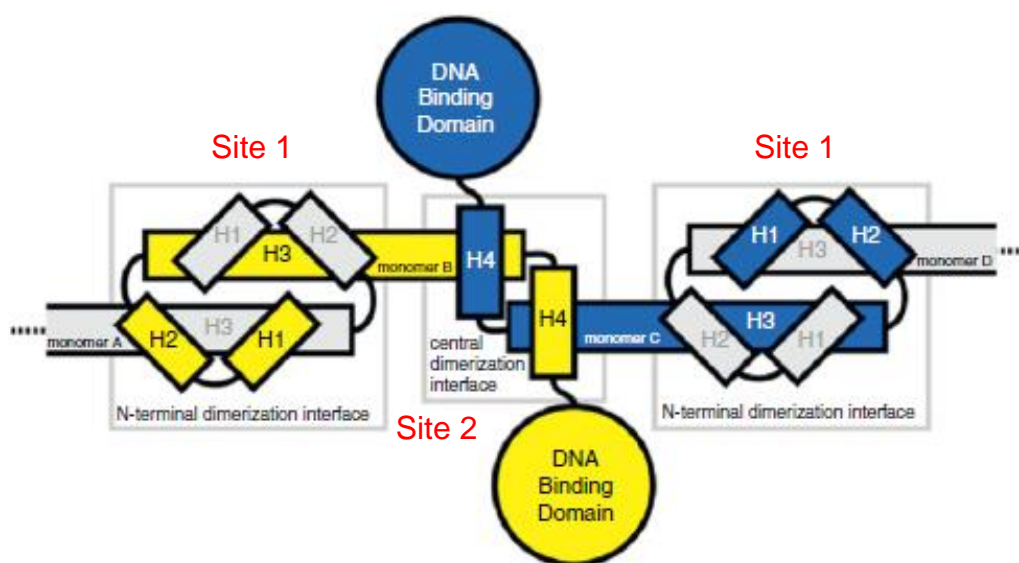 DNA
Binding
Domain
Site 1
Site 1
H1
H2
H3
monomer B
H4
H1
H2
H3
monomer D
monomer A
H2
H3
H1
central
dimerization
interface
H4
monomer C
H2
H3
H1
N-terminal dimerization interface
N-terminal dimerization interface
Site 2
DNA
Binding
Domain